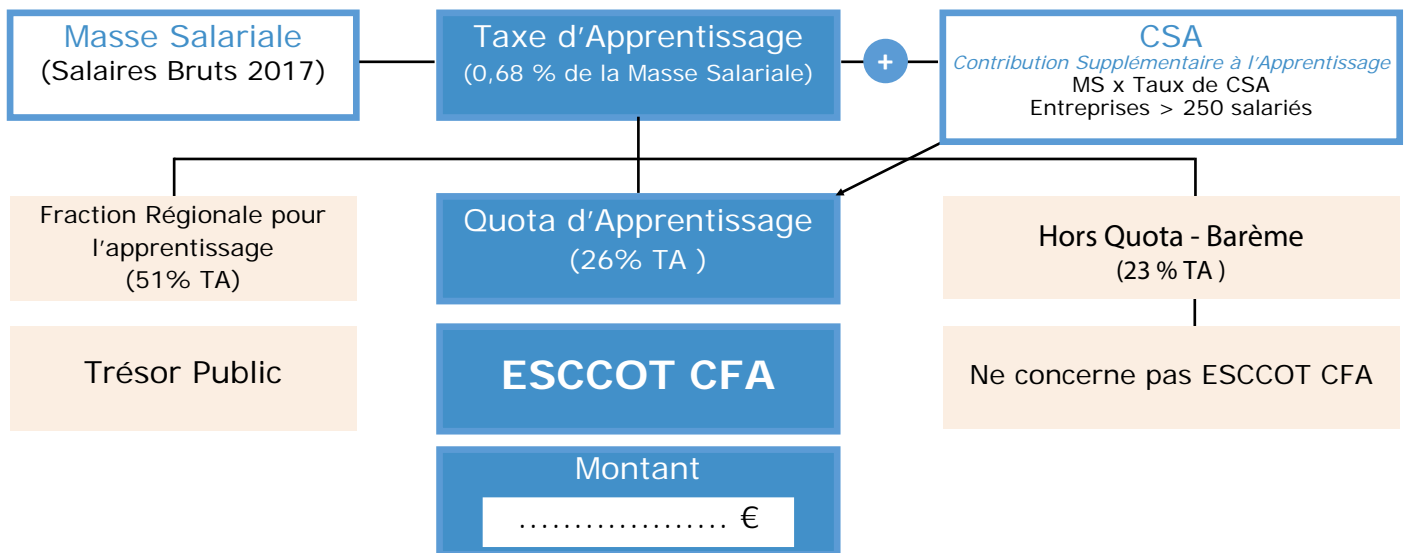 Masse Salariale
(Salaires Bruts 2017)
Taxe d'Apprentissage
(0,68 % de la Masse Salariale)
+
CSA
Contribution Supplémentaire à l'Apprentissage
MS x Taux de CSA
Entreprises > 250 salariés
Fraction Régionale pour
l'apprentissage
(51% TA)
Quota d'Apprentissage
(26% TA )
Hors Quota - Barème
(23 % TA )
Trésor Public
ESCCOT CFA
Ne concerne pas ESCCOT CFA
Montant
................... €